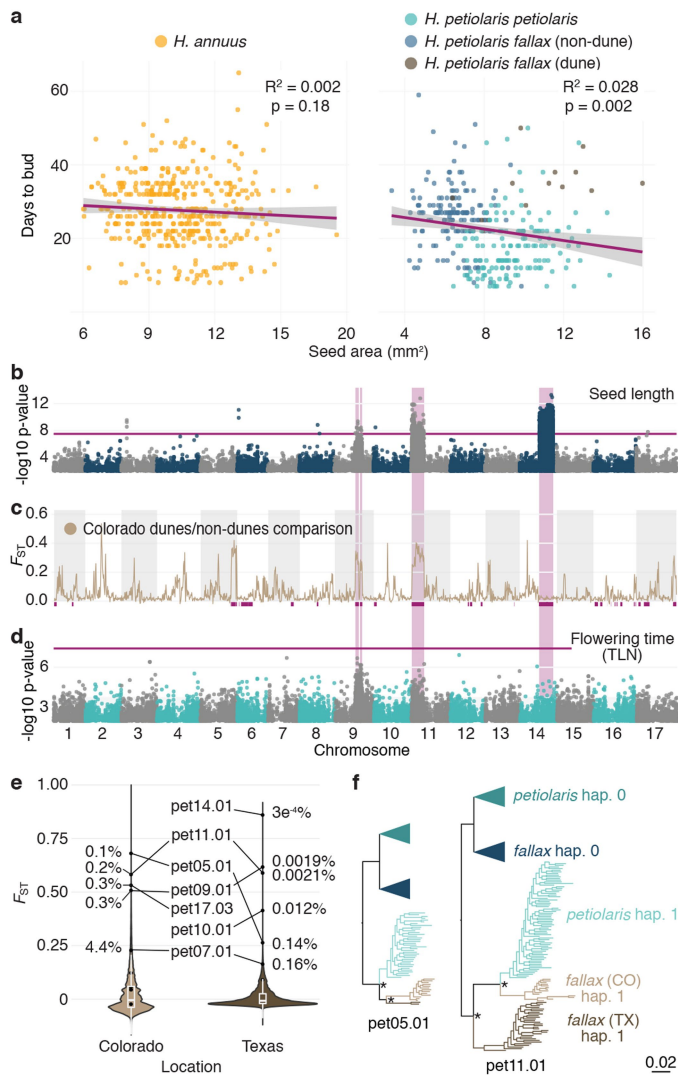 a
H. annuus
H. petiolaris petiolaris
H. petiolaris fallax (non-dune)
H. petiolaris fallax (dune)
R² = 0.002
p = 0.18
R² = 0.028
p = 0.002
Days to bud
60
40
20
6 9 12 15 20
4 8 12 16
Seed area (mm²)
b
Seed length
-log10 p-value
12
8
4
c
Colorado dunes/non-dunes comparison
FST
0.6
0.4
0.2
0.0
d
Flowering time
(TLN)
-log10 p-value
6
3
1 2 3 4 5 6 7 8 9 10 11 12 13 14 15 16 17
Chromosome
e
FST
1.00
0.75
0.50
0.25
0
pet14.01
pet11.01
pet05.01
pet09.01
pet17.03
pet10.01
pet07.01
0.1%
0.2%
0.3%
0.3%
4.4%
3e⁻⁴%
0.0019%
0.0021%
0.012%
0.14%
0.16%
Colorado
Texas
Location
f
petiolaris hap. 0
fallax hap. 0
petiolaris
hap. 1
fallax (CO)
hap. 1
fallax (TX)
hap. 1
*
*
*
*
pet05.01
pet11.01
0.02